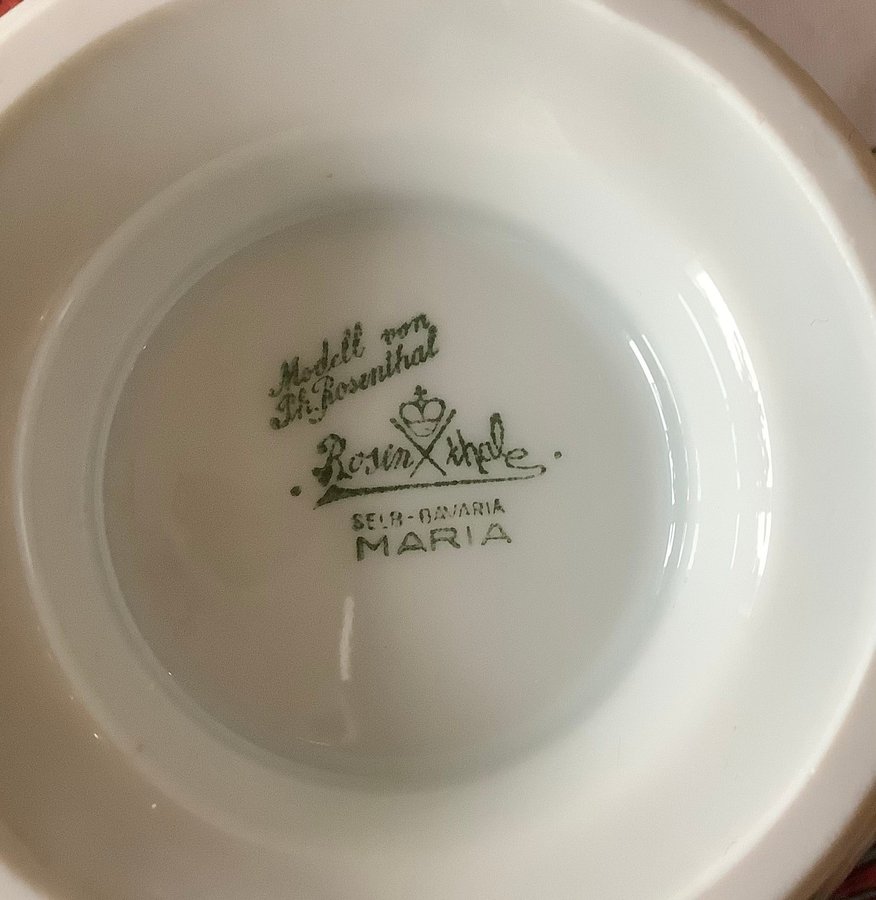 Modell von
Ph. Rosenthal
Rosenthal
SELB-BAVARIA
MARIA